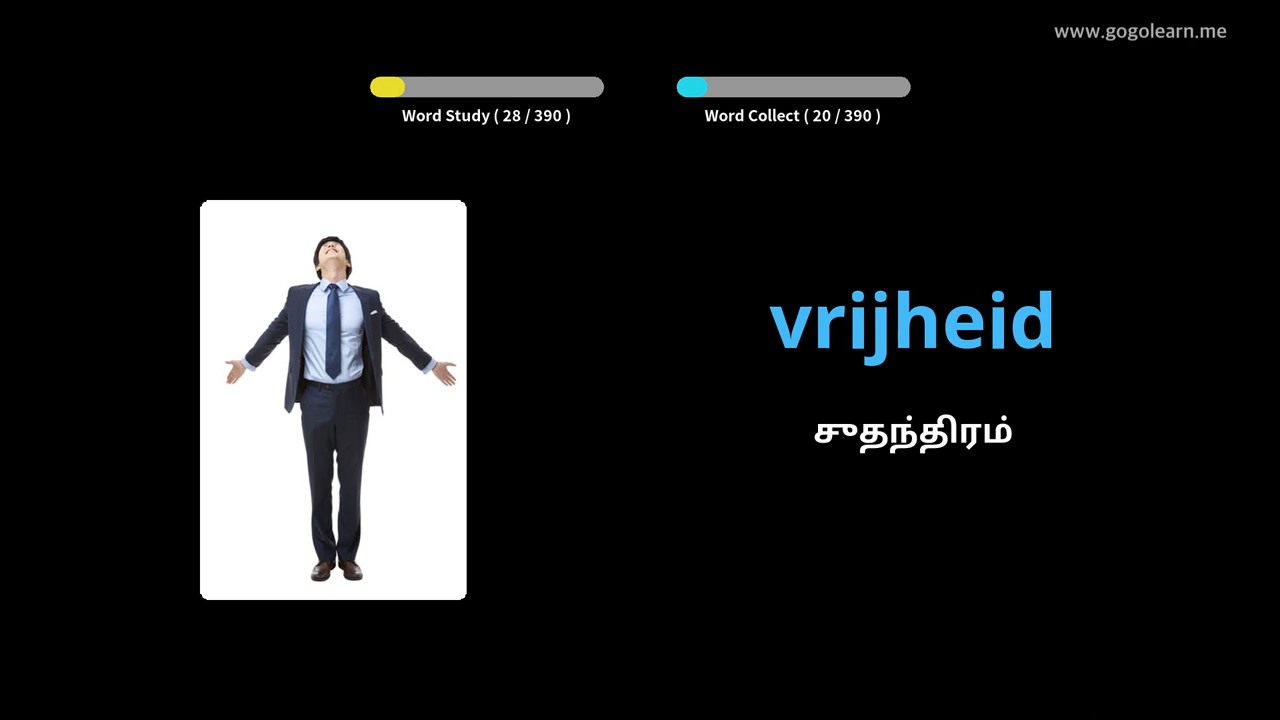 www.gogolearn.me
Word Study ( 28 / 390 )
Word Collect ( 20 / 390 )
vrijheid
சுதந்திரம்